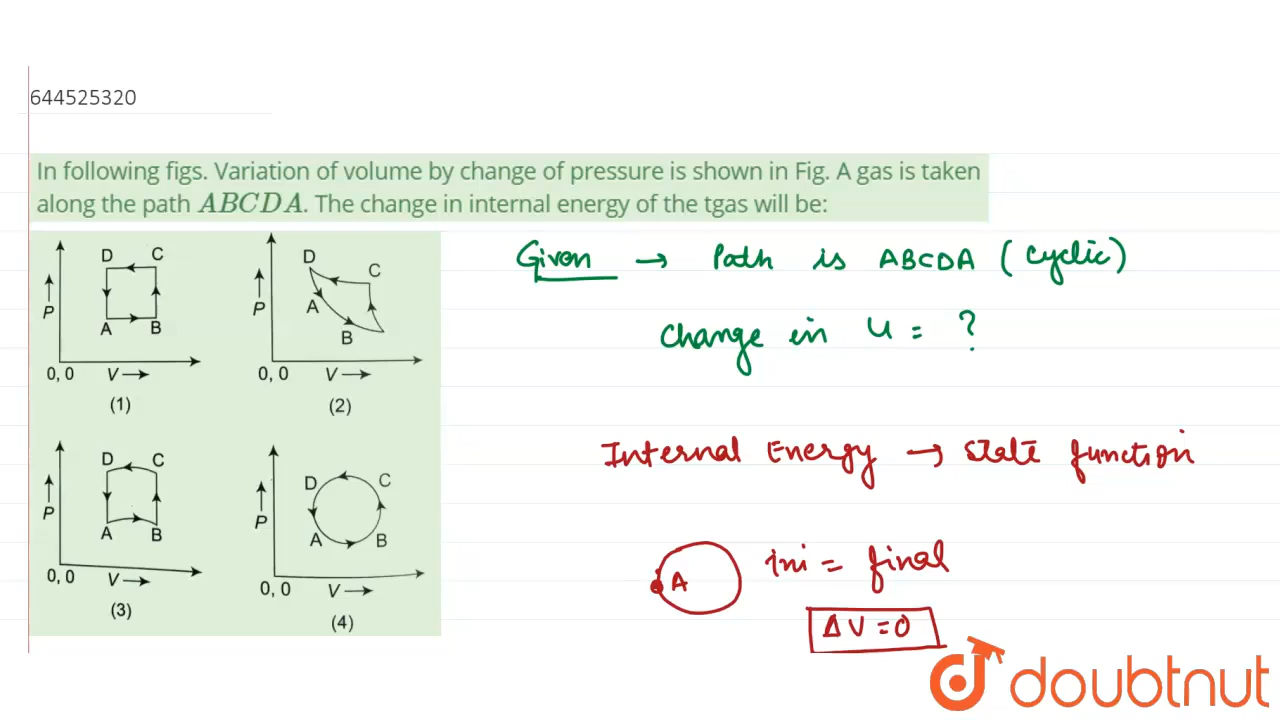 644525320
In following figs. Variation of volume by change of pressure is shown in Fig. A gas is taken
along the path ABCDA. The change in internal energy of the tgas will be:
Given → Path is ABCDA (Cyclic)
Change in U = ?
Internal Energy → State function
A ini = final
ΔV = 0
D C
P
A B
0, 0 V
(1)
D C
P
A
B
0, 0 V
(2)
D C
P
A B
0, 0 V
(3)
D C
P
A B
0, 0 V
(4)
doubtnut